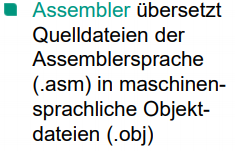 Assembler übersetzt
Quelldateien der
Assemblersprache
(.asm) in maschinen-
sprachliche Objekt-
dateien (.obj)